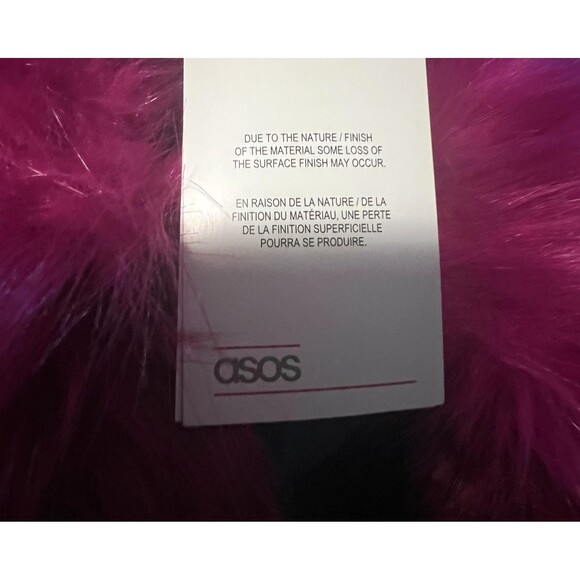 DUE TO THE NATURE / FINISH
OF THE MATERIAL SOME LOSS OF
THE SURFACE FINISH MAY OCCUR.
EN RAISON DE LA NATURE / DE LA
FINITION DU MATÉRIAU, UNE PERTE
DE LA FINITION SUPERFICIELLE
POURRA SE PRODUIRE.
asos